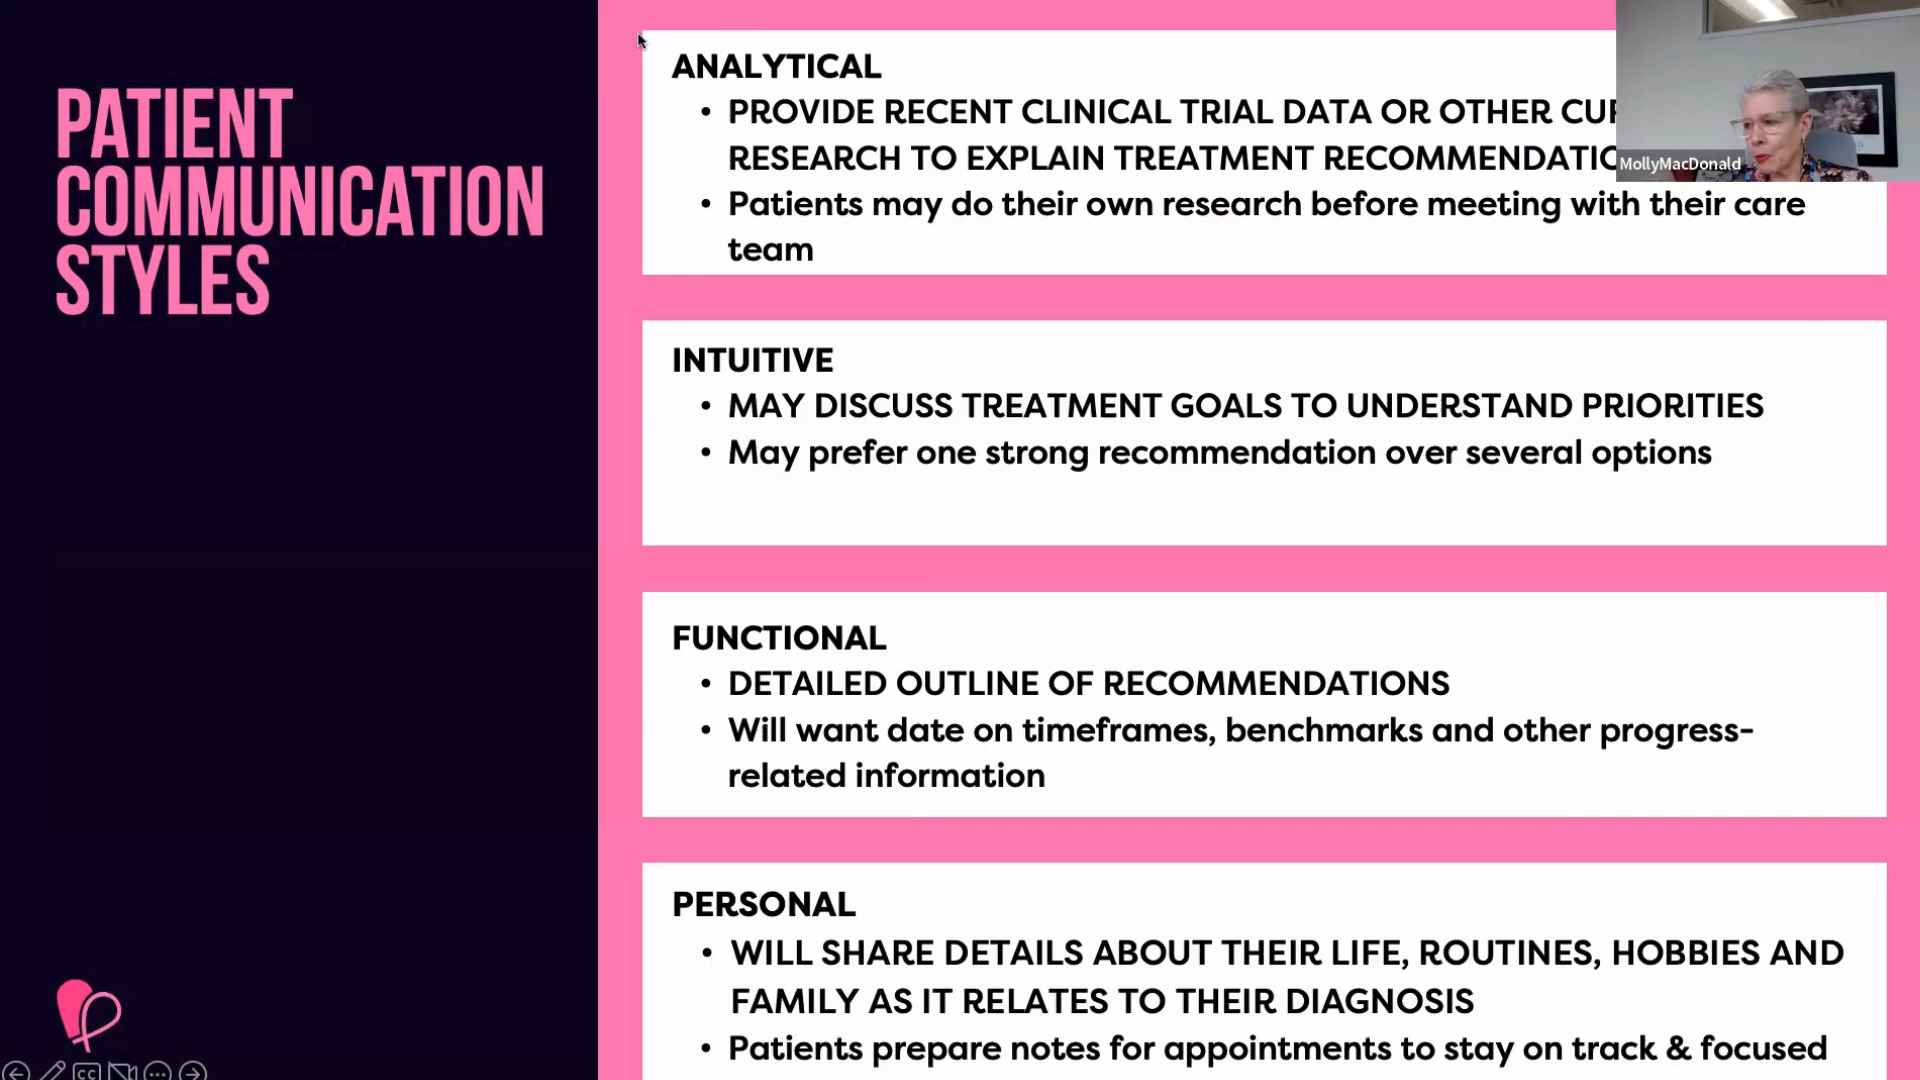 PATIENT
COMMUNICATION
STYLES
ANALYTICAL
• PROVIDE RECENT CLINICAL TRIAL DATA OR OTHER
RESEARCH TO EXPLAIN TREATMENT
• Patients may do their own research before meeting with their care
team
INTUITIVE
• MAY DISCUSS TREATMENT GOALS TO UNDERSTAND PRIORITIES
• May prefer one strong recommendation over several options
FUNCTIONAL
• DETAILED OUTLINE OF RECOMMENDATIONS
• Will want date on timeframes, benchmarks and other progress-
related information
PERSONAL
• WILL SHARE DETAILS ABOUT THEIR LIFE, ROUTINES, HOBBIES AND
FAMILY AS IT RELATES TO THEIR DIAGNOSIS
• Patients prepare notes for appointments to stay on track & focused
MollyMacDonald
CC